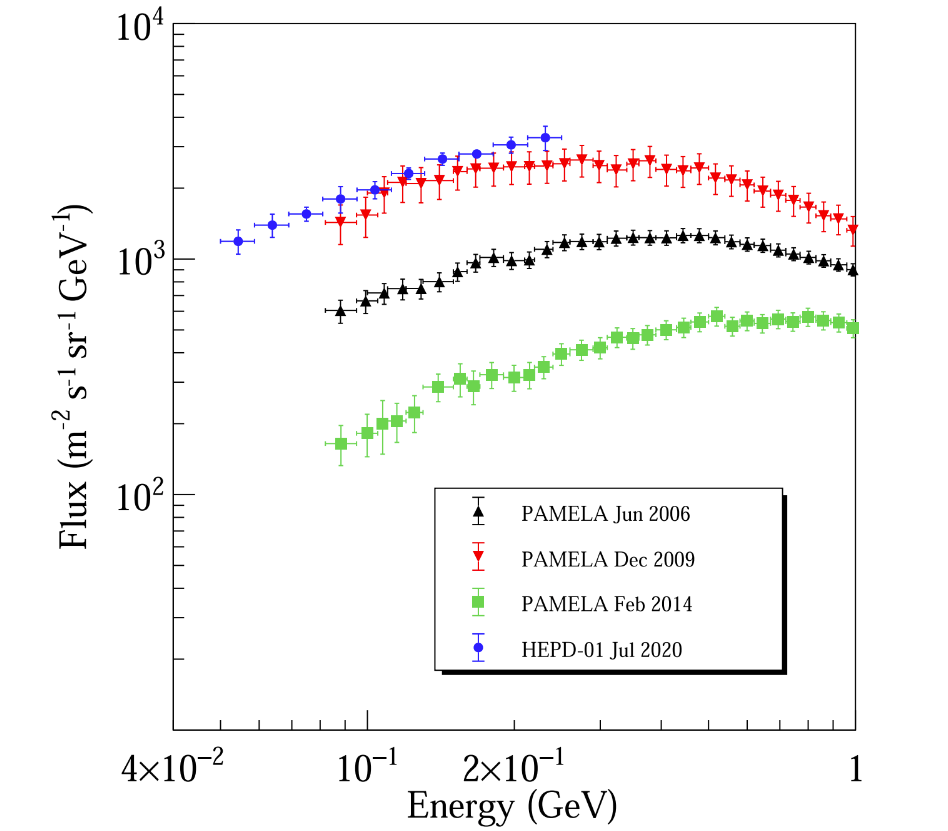 10⁴
10³
10²
Flux (m⁻² s⁻¹ sr⁻¹ GeV⁻¹)
PAMELA Jun 2006
PAMELA Dec 2009
PAMELA Feb 2014
HEPD-01 Jul 2020
4×10⁻² 10⁻¹ 2×10⁻¹ 1
Energy (GeV)